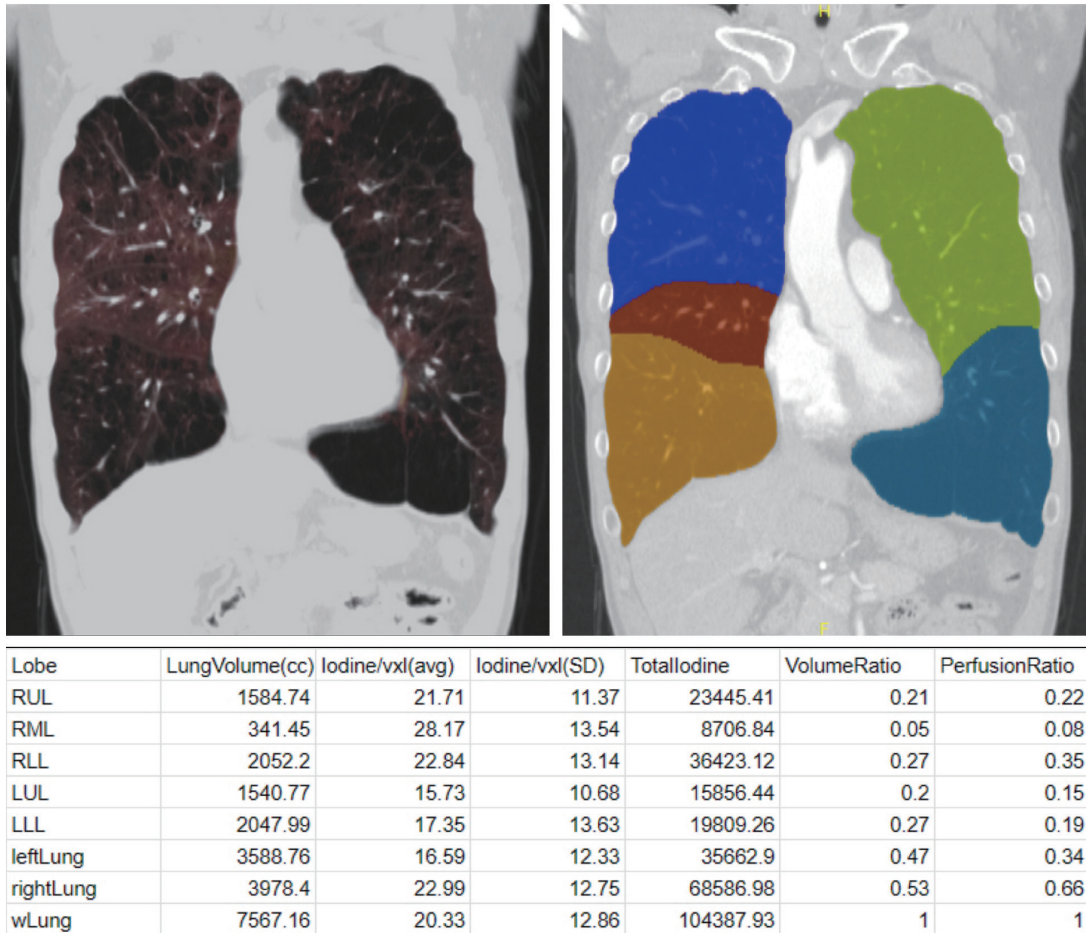 H
F
Lobe LungVolume(cc) Iodine/vxl(avg) Iodine/vxl(SD) TotalIodine VolumeRatio PerfusionRatio
RUL 1584.74 21.71 11.37 23445.41 0.21 0.22
RML 341.45 28.17 13.54 8706.84 0.05 0.08
RLL 2052.2 22.84 13.14 36423.12 0.27 0.35
LUL 1540.77 15.73 10.68 15856.44 0.2 0.15
LLL 2047.99 17.35 13.63 19809.26 0.27 0.19
leftLung 3588.76 16.59 12.33 35662.9 0.47 0.34
rightLung 3978.4 22.99 12.75 68586.98 0.53 0.66
wLung 7567.16 20.33 12.86 104387.93 1 1